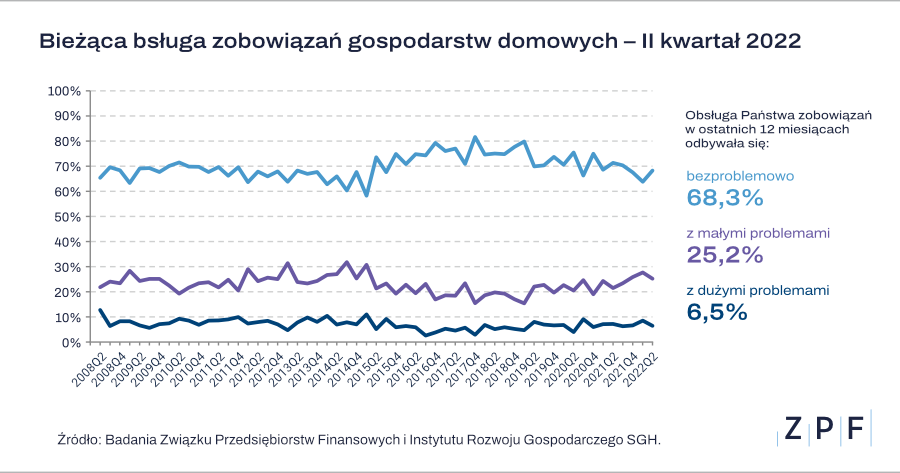 Bieżąca bsługa zobowiązań gospodarstw domowych – II kwartał 2022
100%
90%
80%
70%
60%
50%
40%
30%
20%
10%
0%
2008Q2
2008Q4
2009Q2
2009Q4
2010Q2
2010Q4
2011Q2
2011Q4
2012Q2
2012Q4
2013Q2
2013Q4
2014Q2
2014Q4
2015Q2
2015Q4
2016Q2
2016Q4
2017Q2
2017Q4
2018Q2
2018Q4
2019Q2
2019Q4
2020Q2
2020Q4
2021Q2
2021Q4
2022Q2
Obsługa Państwa zobowiązań
w ostatnich 12 miesiącach
odbywała się:
bezproblemowo
68,3%
z małymi problemami
25,2%
z dużymi problemami
6,5%
Źródło: Badania Związku Przedsiębiorstw Finansowych i Instytutu Rozwoju Gospodarczego SGH.
ZPF